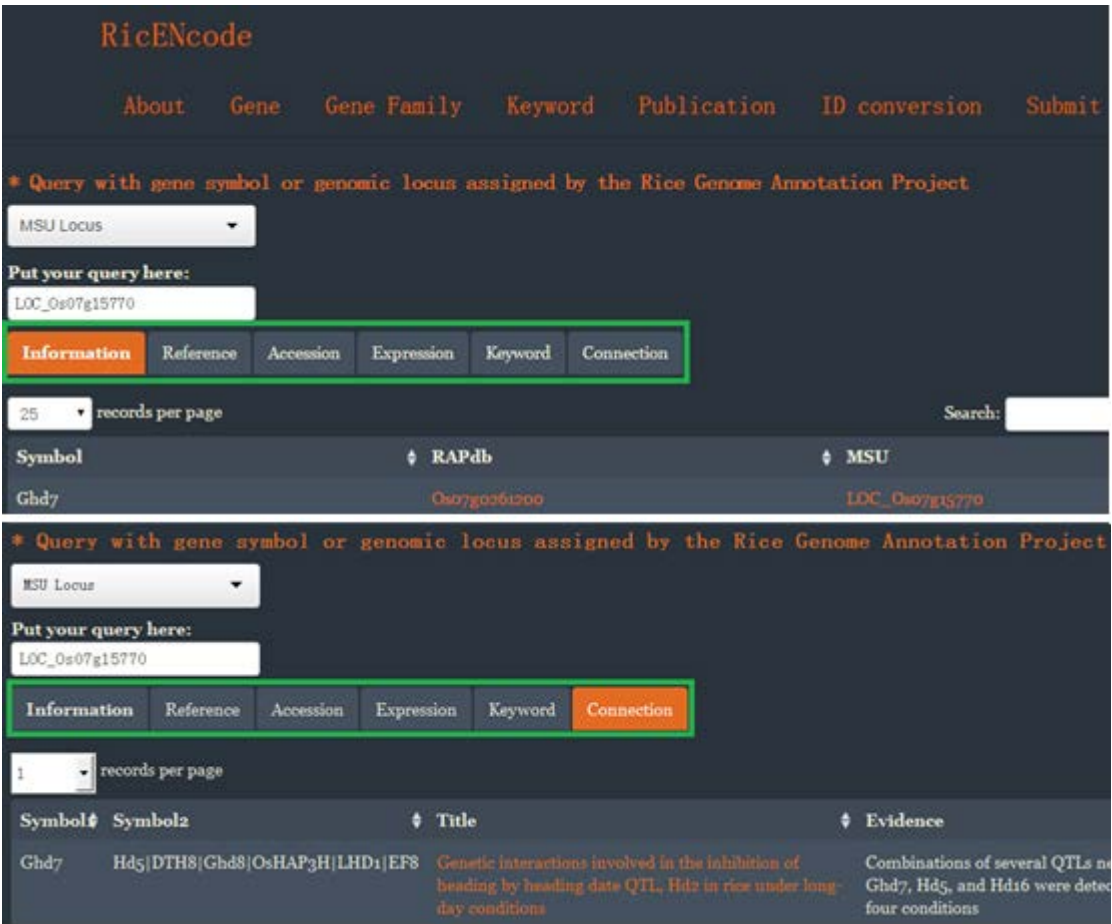 RicENcode
About Gene Gene Family Keyword Publication ID conversion Submit
* Query with gene symbol or genomic locus assigned by the Rice Genome Annotation Project
MSU Locus
Put your query here:
LOC_Os07g15770
Information Reference Accession Expression Keyword Connection
25 records per page Search:
Symbol RAPdb MSU
Ghd7 Os07g0261200 LOC_Os07g15770
* Query with gene symbol or genomic locus assigned by the Rice Genome Annotation Project
MSU Locus
Put your query here:
LOC_Os07g15770
Information Reference Accession Expression Keyword Connection
1 records per page
Symbol Symbol2 Title Evidence
Ghd7 Hd5|DTH8|Ghd8|OsHAP3H|LHD1|EF8 Genetic interactions involved in the inhibition of Combinations of several QTLs ne
heading by heading date QTL, Hd2 in rice under long- Ghd7, Hd5, and Hd16 were detec
day conditions four conditions